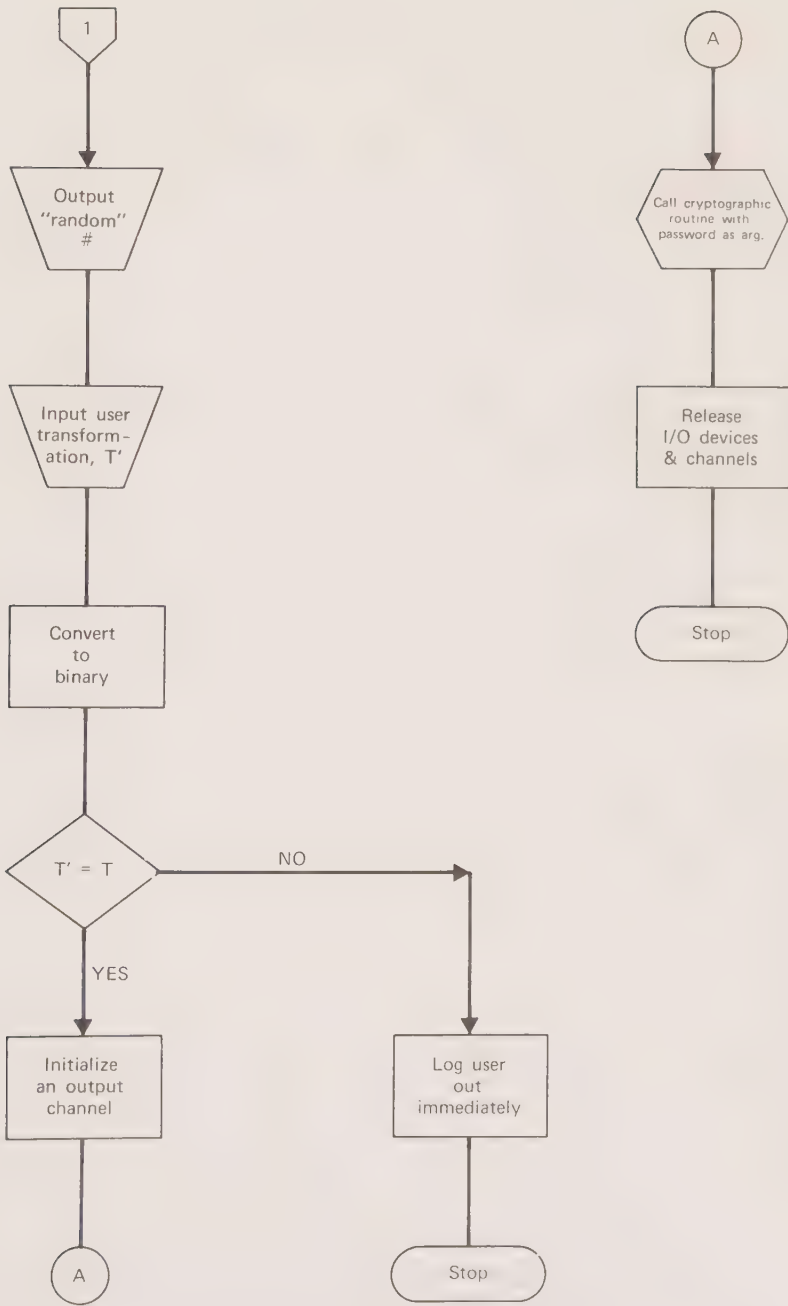 1
Output
"random"
#
Input user
transform-
ation, T'
Convert
to
binary
T' = T
NO
YES
Initialize
an output
channel
A
Log user
out
immediately
Stop
A
Call cryptographic
routine with
password as arg.
Release
I/O devices
& channels
Stop